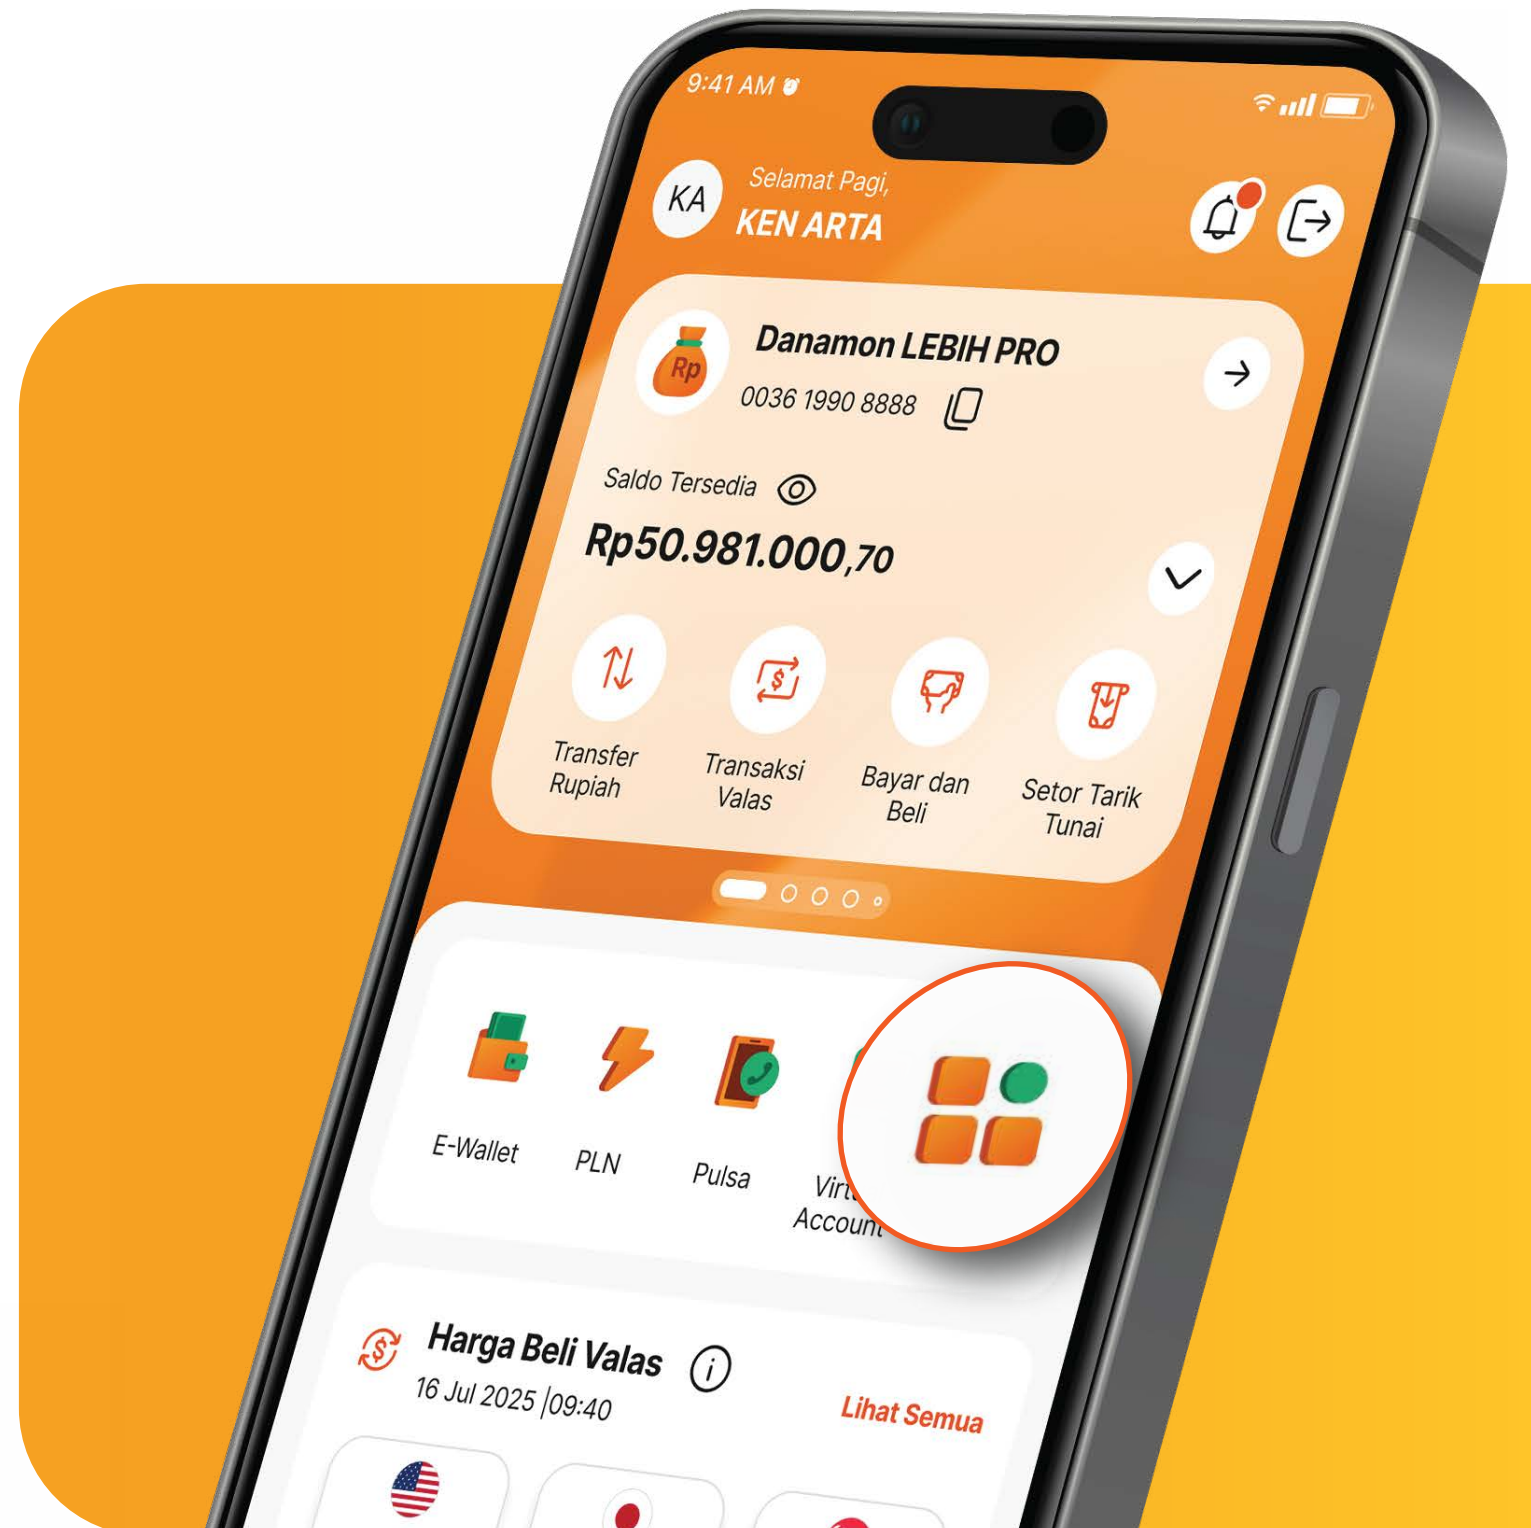 9:41 AM
KA
Selamat Pagi,
KEN ARTA
Rp
Danamon LEBIH PRO
0036 1990 8888
Saldo Tersedia
Rp50.981.000,70
Transfer
Rupiah
Transaksi
Valas
Bayar dan
Beli
Setor Tarik
Tunai
E-Wallet
PLN
Pulsa
Virt
Account
Harga Beli Valas
16 Jul 2025 |09:40
Lihat Semua